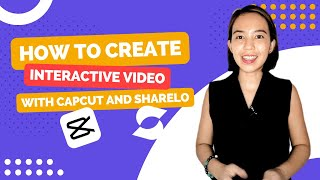 HOW TO CREATE
INTERACTIVE VIDEO
WITH CAPCUT AND SHARELO